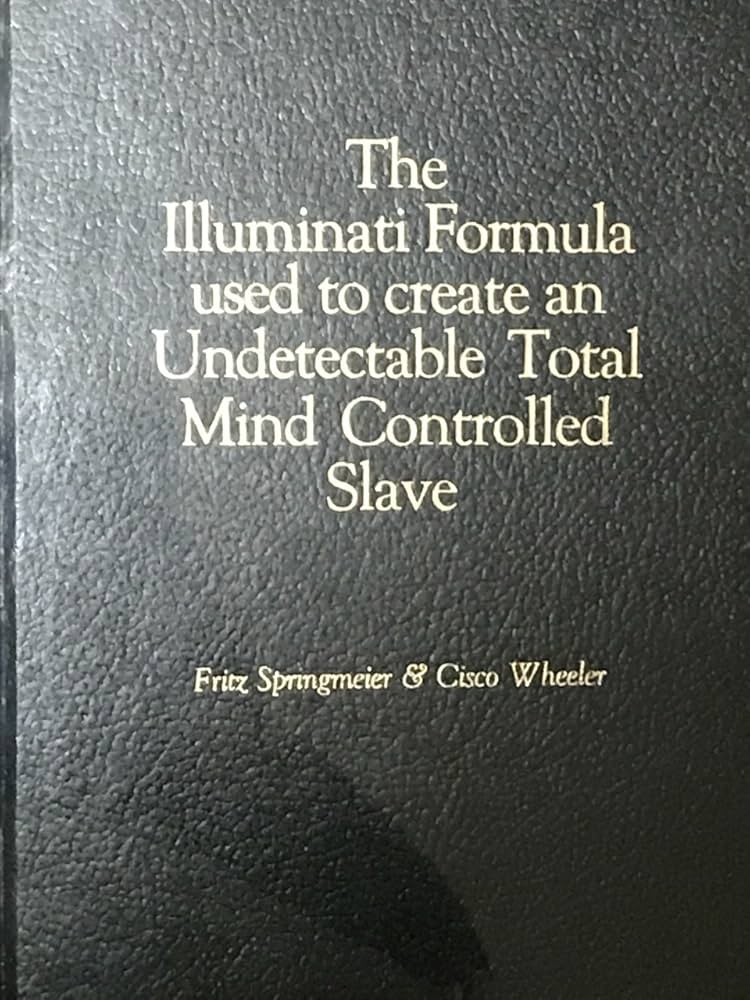 The
Illuminati Formula
used to create an
Undetectable Total
Mind Controlled
Slave
Fritz Springmeier & Cisco Wheeler